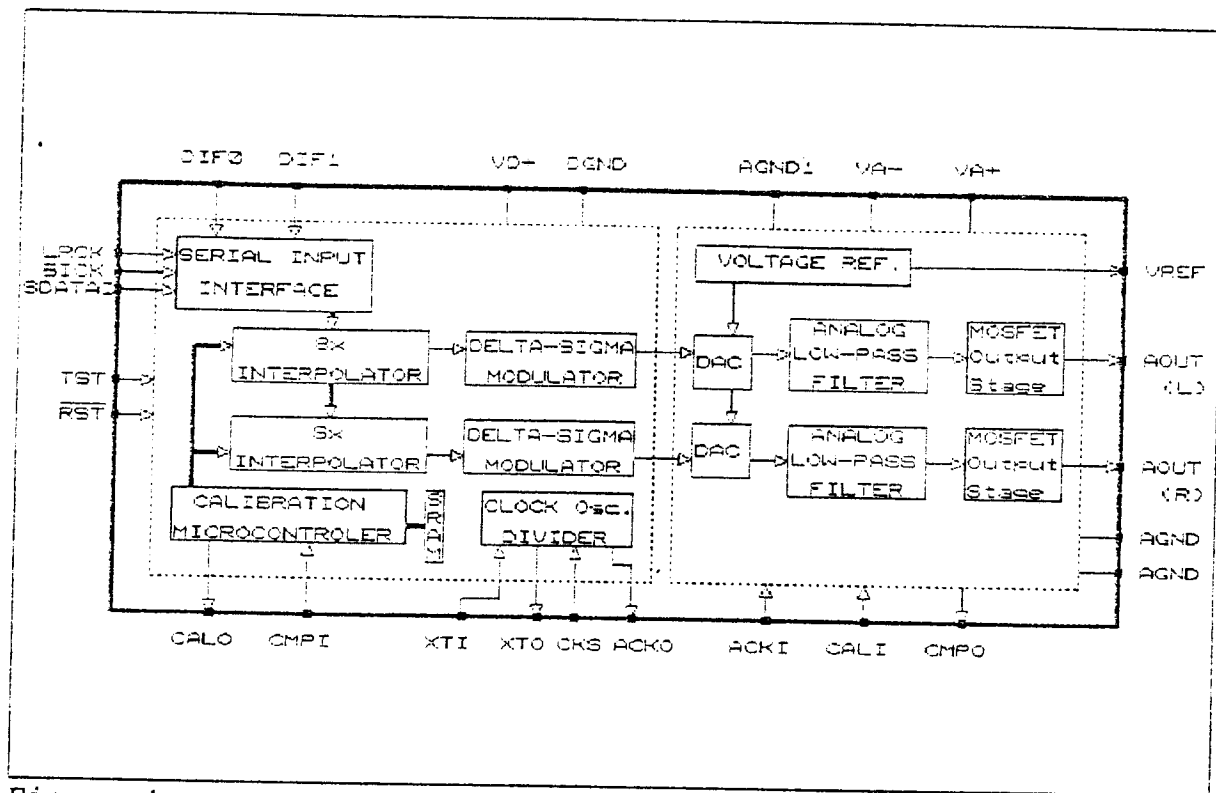 DIF0 DIF1 VD- DGND AGND1 VA- VA+
SERIAL INPUT
INTERFACE
SDATAI
VOLTAGE REF.
VREF
8x
INTERPOLATOR
DELTA-SIGMA
MODULATOR
DAC
ANALOG
LOW-PASS
FILTER
MOSFET
Output
Stage
AOUT
(L)
TST
RST
8x
INTERPOLATOR
DELTA-SIGMA
MODULATOR
DAC
ANALOG
LOW-PASS
FILTER
MOSFET
Output
Stage
AOUT
(R)
CALIBRATION
MICROCONTROLER
SRAM
CLOCK Osc.
DIVIDER
AGND
AGND
CALO CMPI XTI XTO CKS ACKO ACKI CALI CMPO